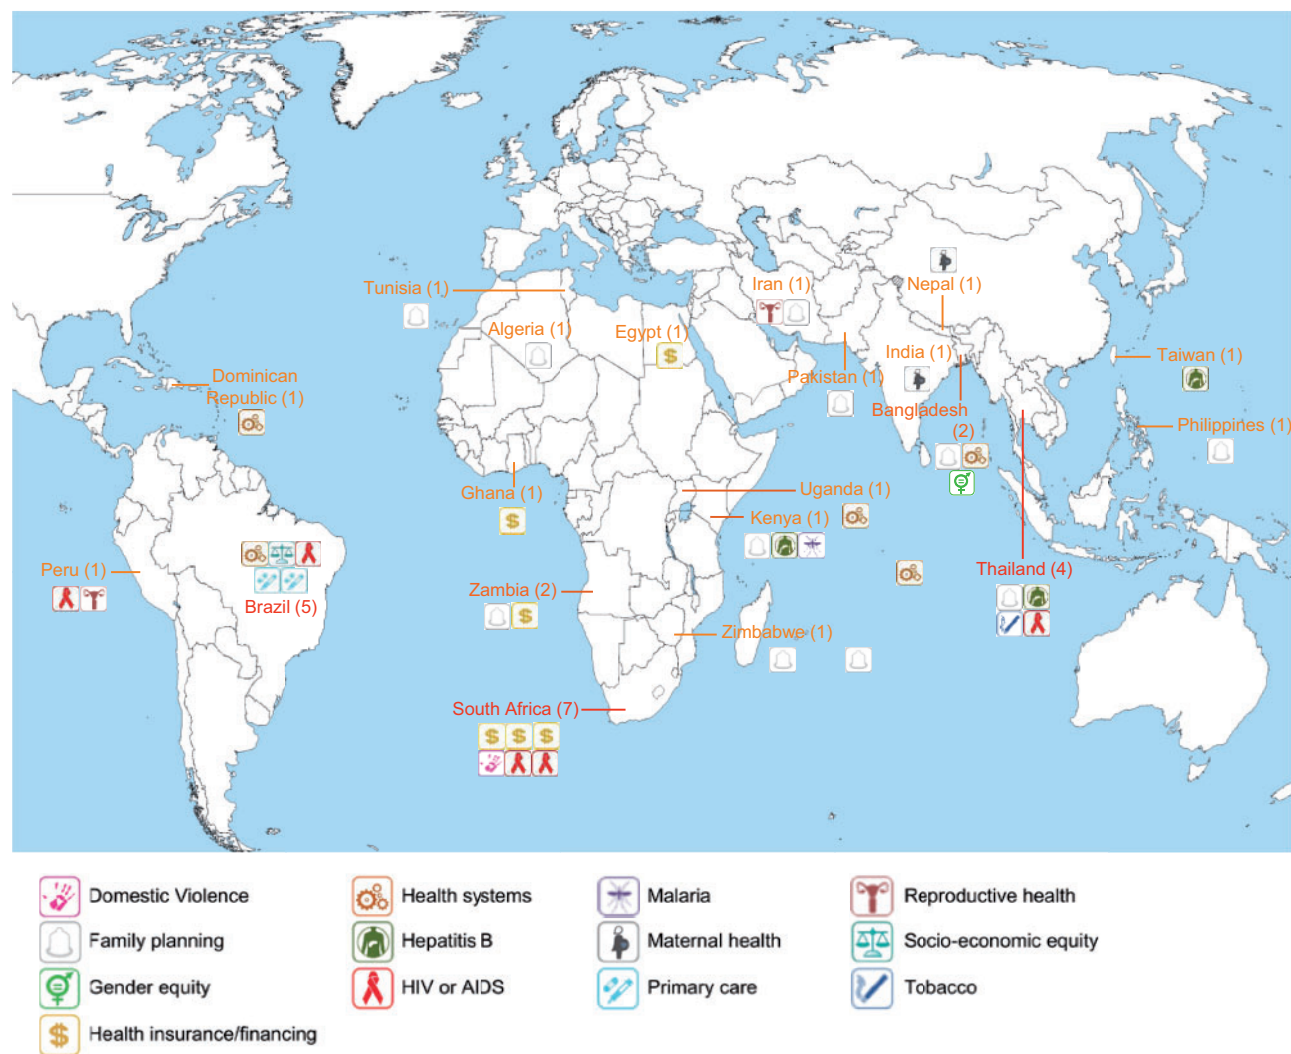 Tunisia (1)
Algeria (1)
Egypt (1)
Iran (1)
Nepal (1)
India (1)
Pakistan (1)
Bangladesh
(2)
Taiwan (1)
Philippines (1)
Dominican
Republic (1)
Ghana (1)
Uganda (1)
Kenya (1)
Thailand (4)
Peru (1)
Brazil (5)
Zambia (2)
Zimbabwe (1)
South Africa (7)
Domestic Violence
Health systems
Malaria
Reproductive health
Family planning
Hepatitis B
Maternal health
Socio-economic equity
Gender equity
HIV or AIDS
Primary care
Tobacco
Health insurance/financing